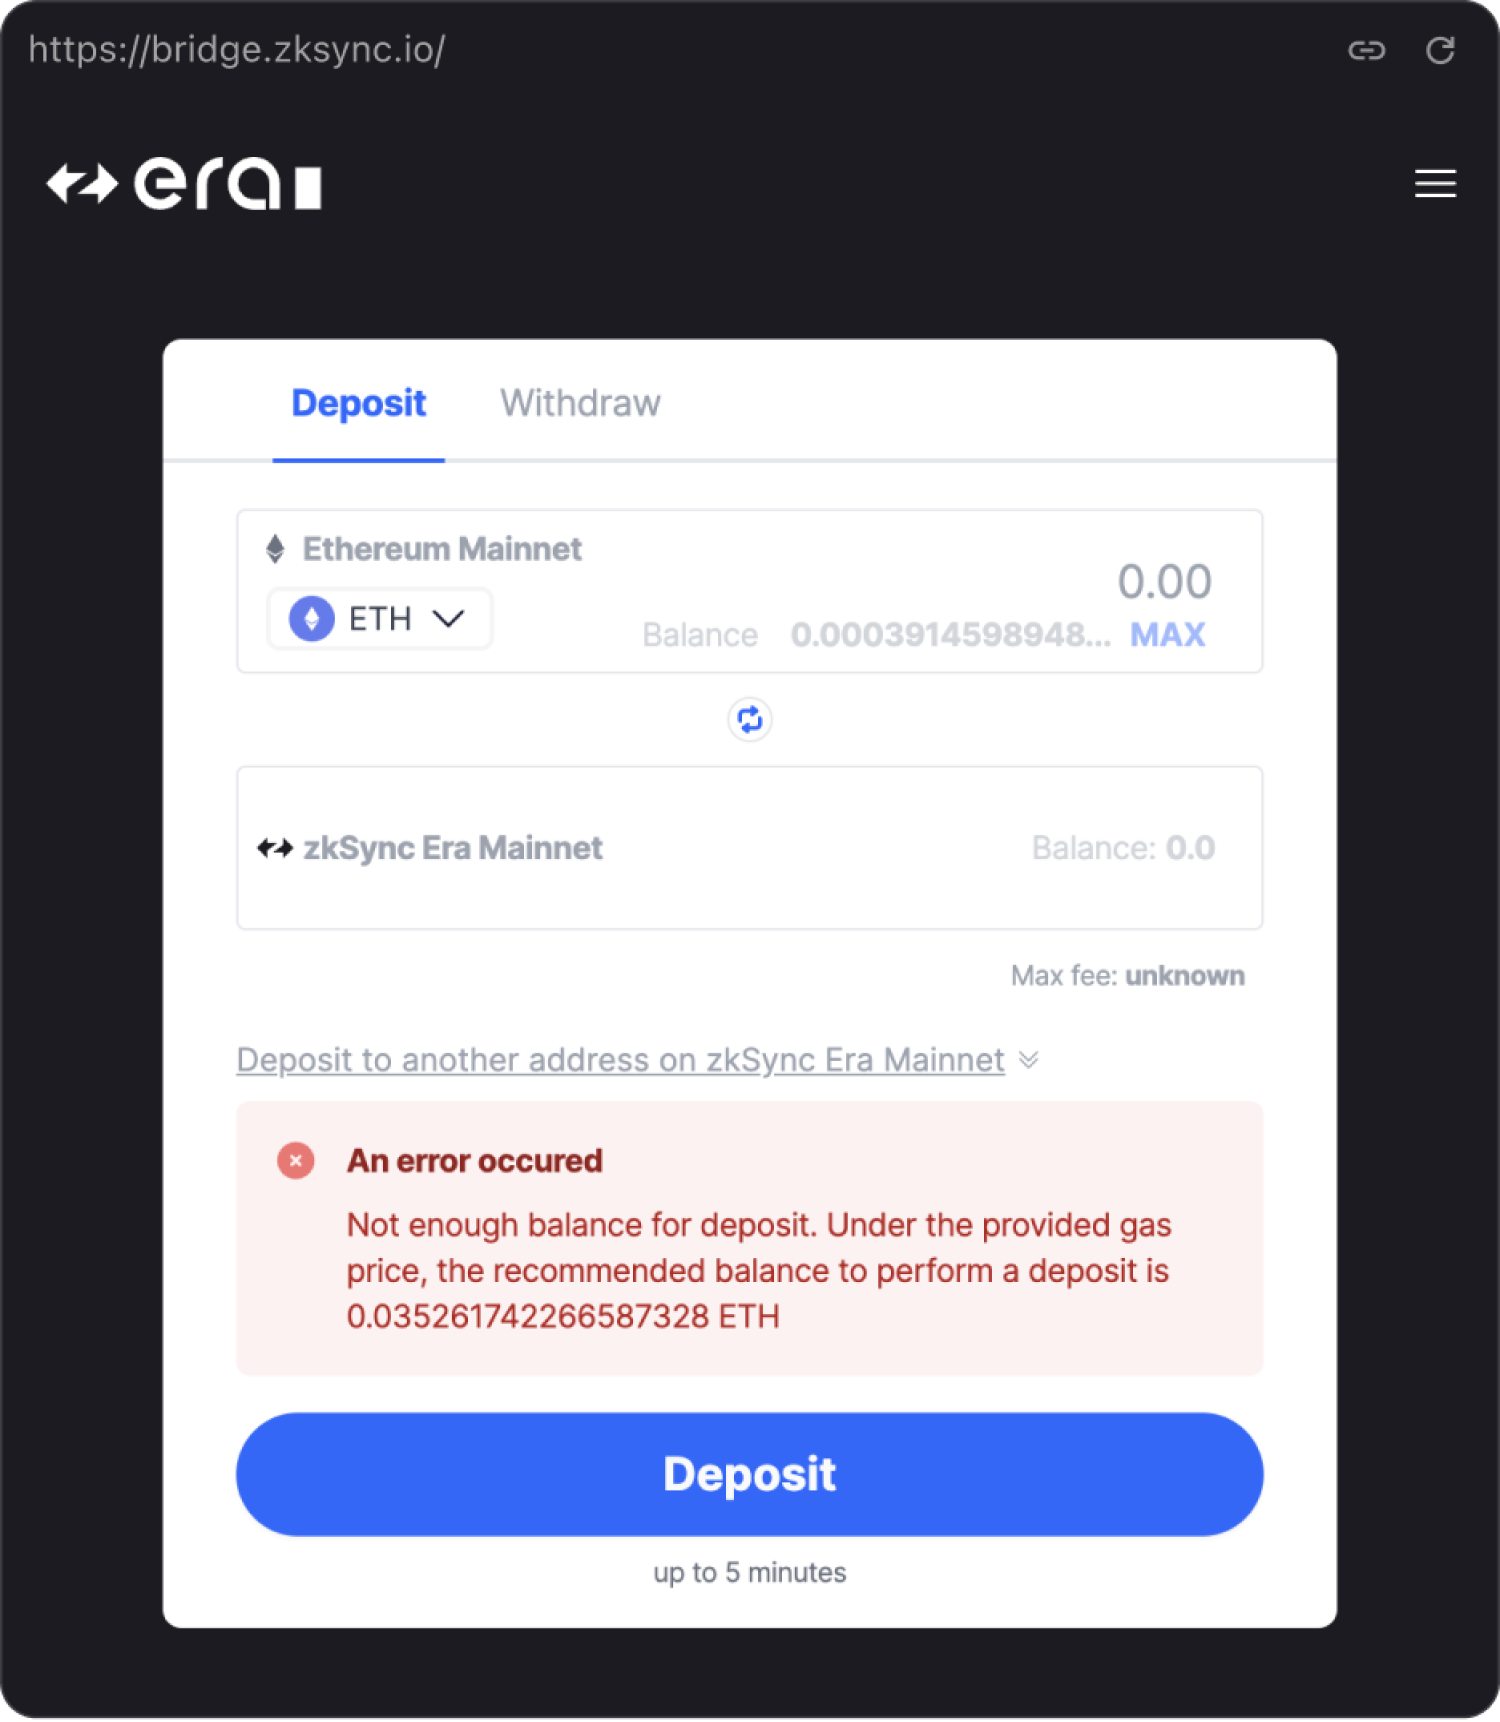 https://bridge.zksync.io/
era
Deposit Withdraw
Ethereum Mainnet
0.00
ETH
Balance 0.0003914598948... MAX
zkSync Era Mainnet Balance: 0.0
Max fee: unknown
Deposit to another address on zkSync Era Mainnet
An error occured
Not enough balance for deposit. Under the provided gas
price, the recommended balance to perform a deposit is
0.035261742266587328 ETH
Deposit
up to 5 minutes